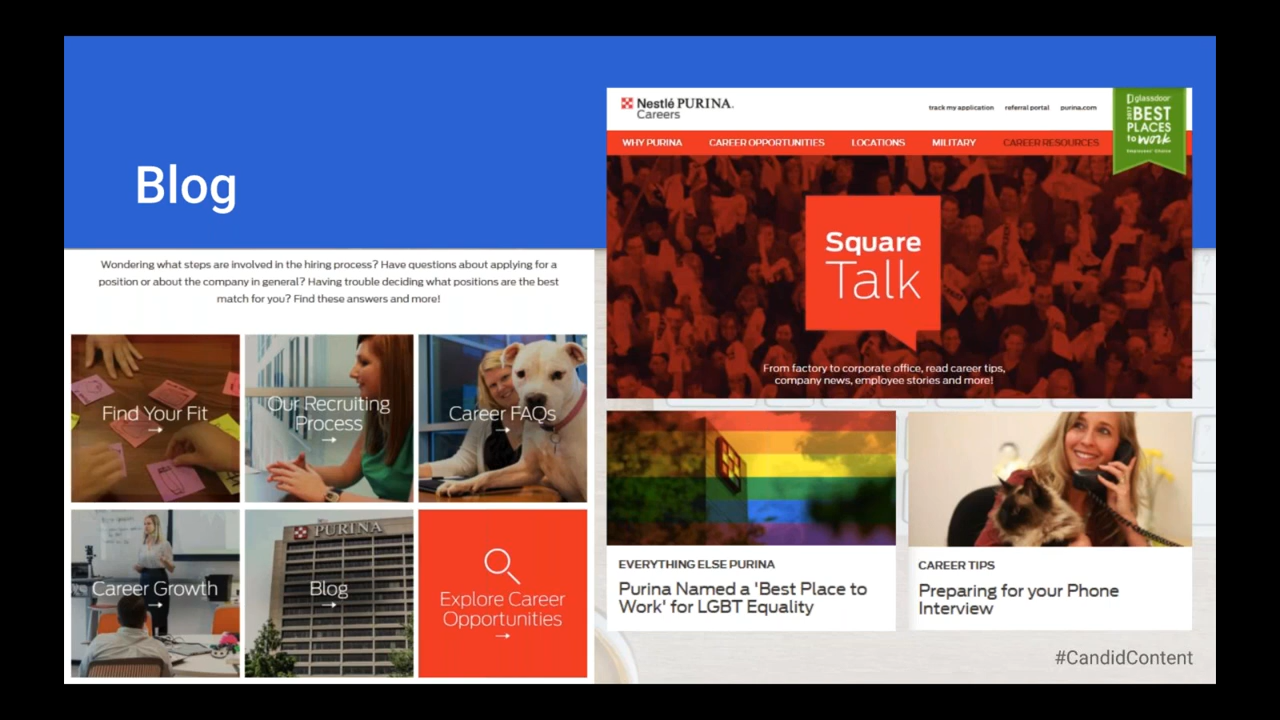 Blog
Wondering what steps are involved in the hiring process? Have questions about applying for a
position or about the company in general? Having trouble deciding what positions are the best
match for you? Find these answers and more!
Find Your Fit
Our Recruiting
Process
Career FAQs
Career Growth
PURINA
Blog
Explore Career
Opportunities
Nestlé PURINA.
Careers
track my application
referral portal
purina.com
glassdoor
2017 BEST
PLACES
to WORK
Employees' Choice
WHY PURINA
CAREER OPPORTUNITIES
LOCATIONS
MILITARY
CAREER RESOURCES
Square
Talk
From factory to corporate office, read career tips,
company news, employee stories and more!
EVERYTHING ELSE PURINA
Purina Named a 'Best Place to
Work' for LGBT Equality
CAREER TIPS
Preparing for your Phone
Interview
#CandidContent